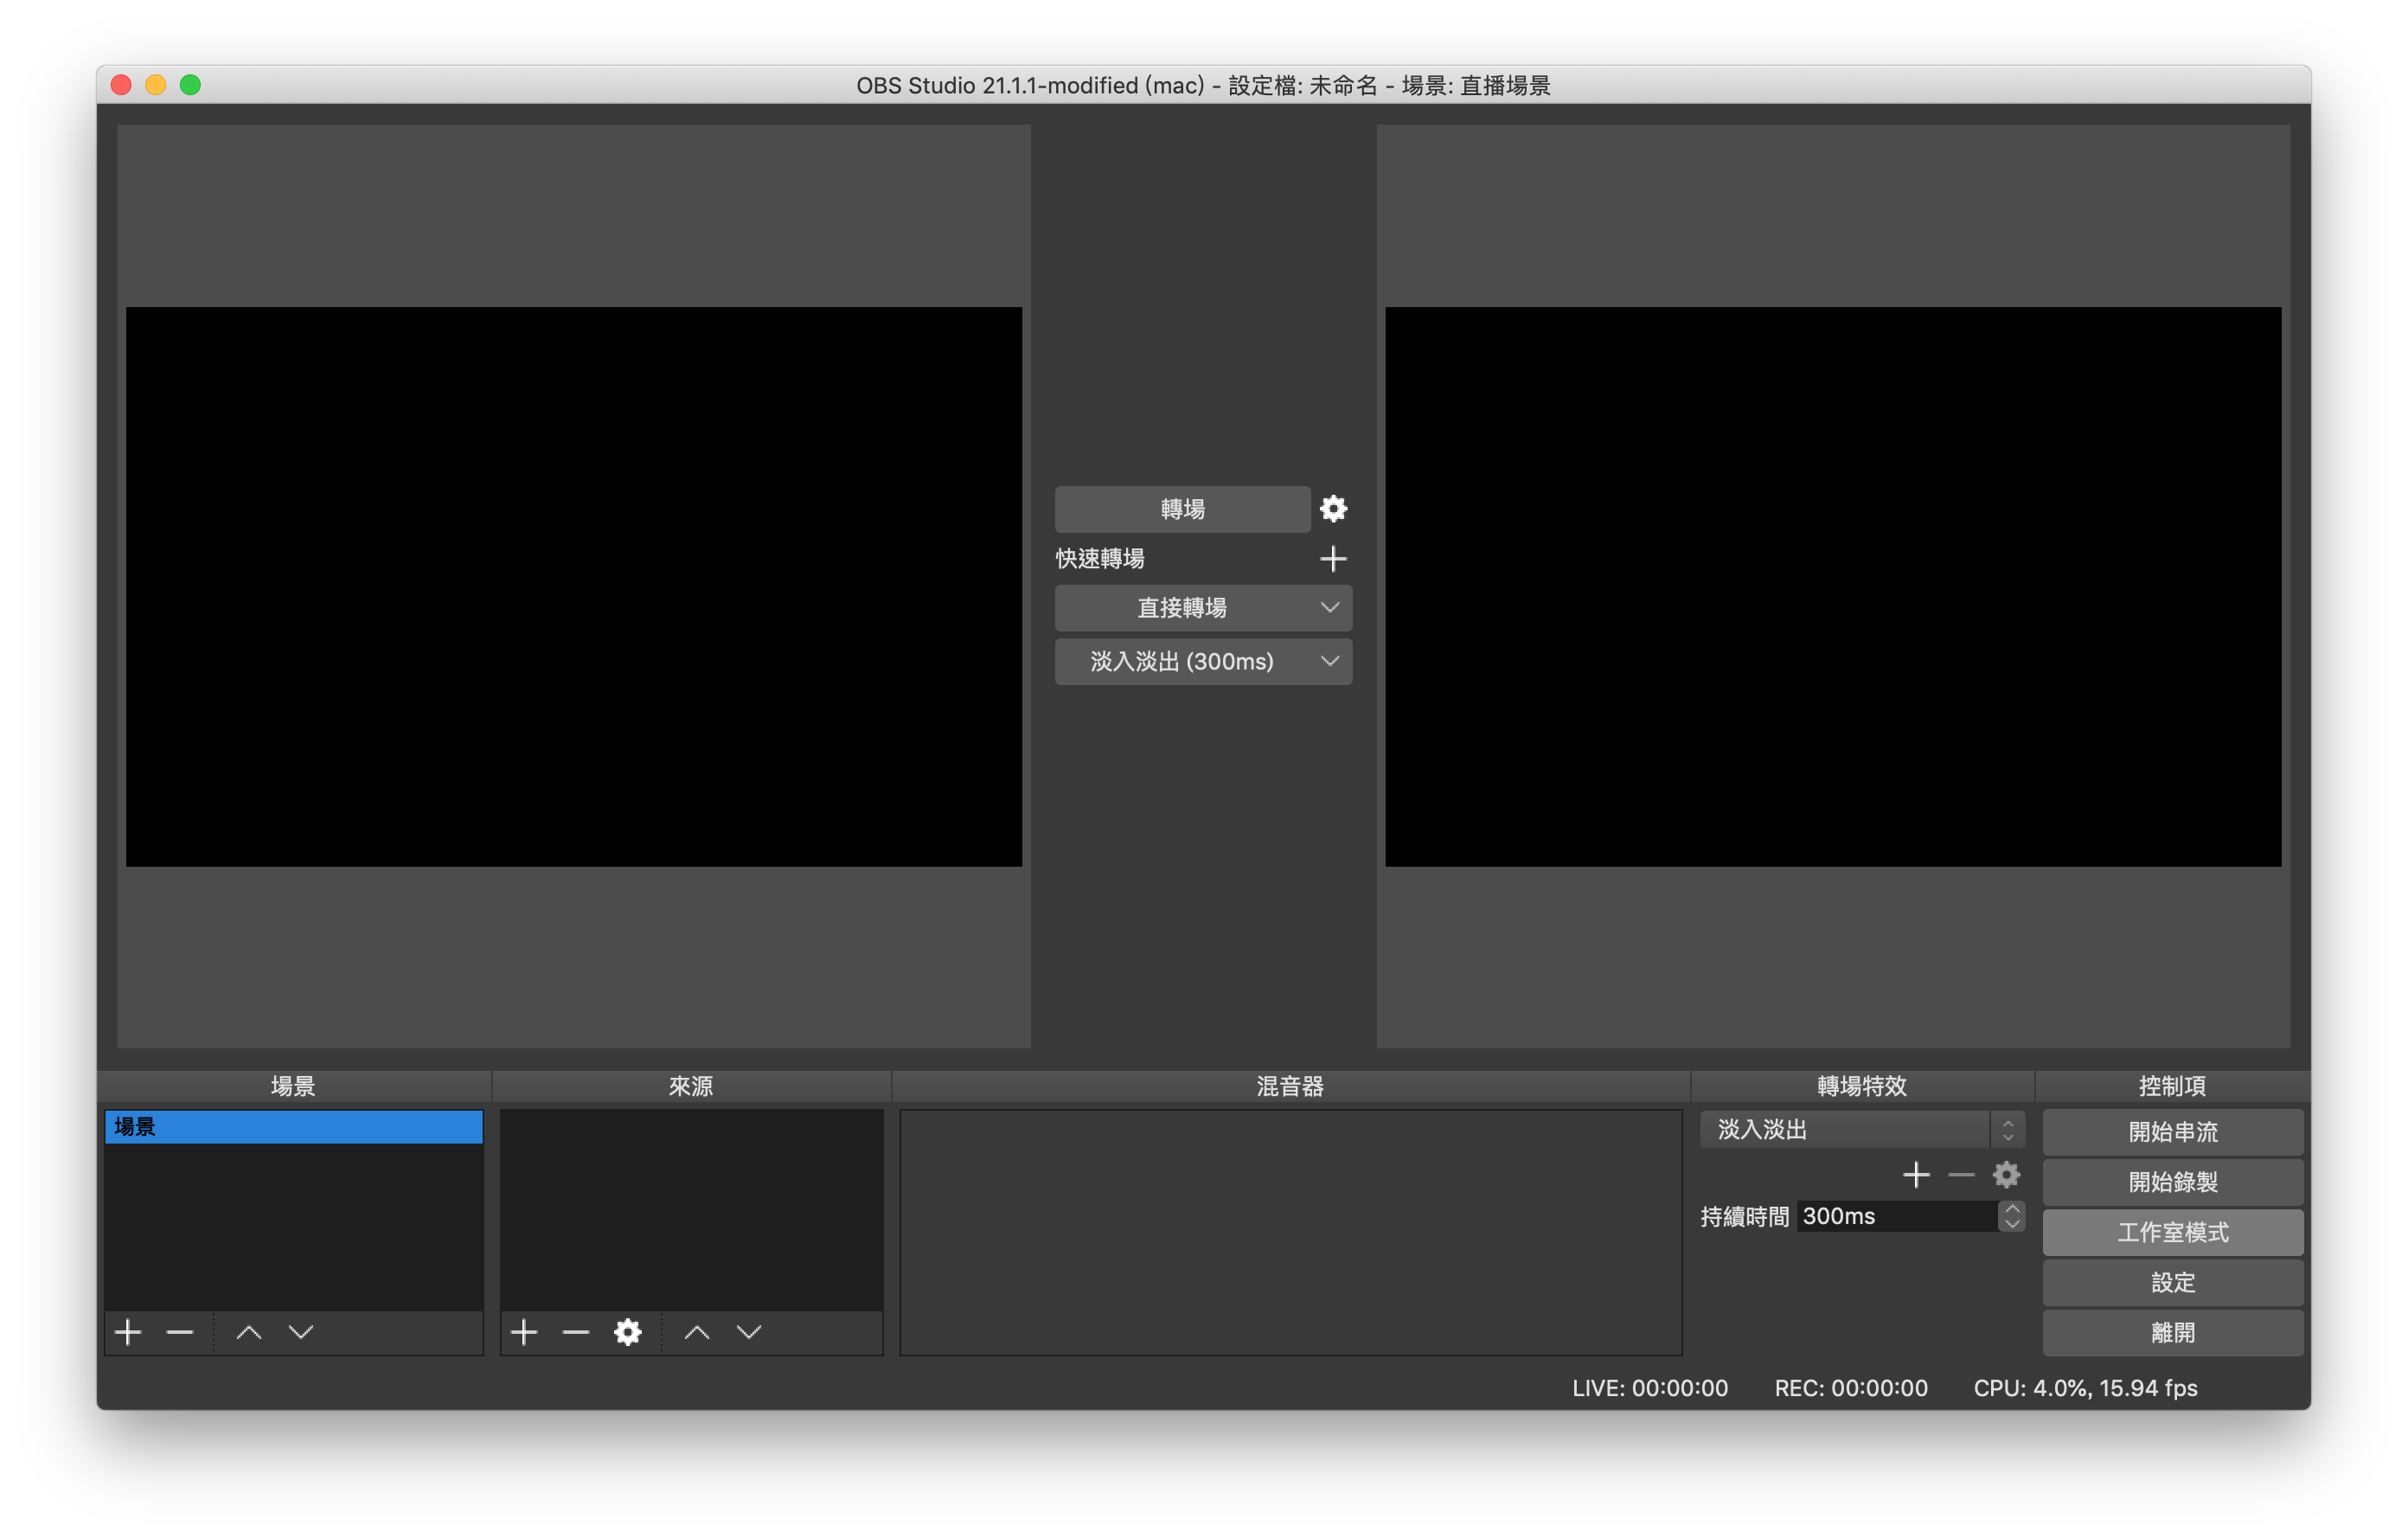 OBS Studio 21.1.1-modified (mac) - 設定檔: 未命名 - 場景: 直播場景
轉場
快速轉場
直接轉場
淡入淡出 (300ms)
場景
來源
混音器
轉場特效
控制項
場景
淡入淡出
持續時間 300ms
開始串流
開始錄製
工作室模式
設定
離開
LIVE: 00:00:00 REC: 00:00:00 CPU: 4.0%, 15.94 fps